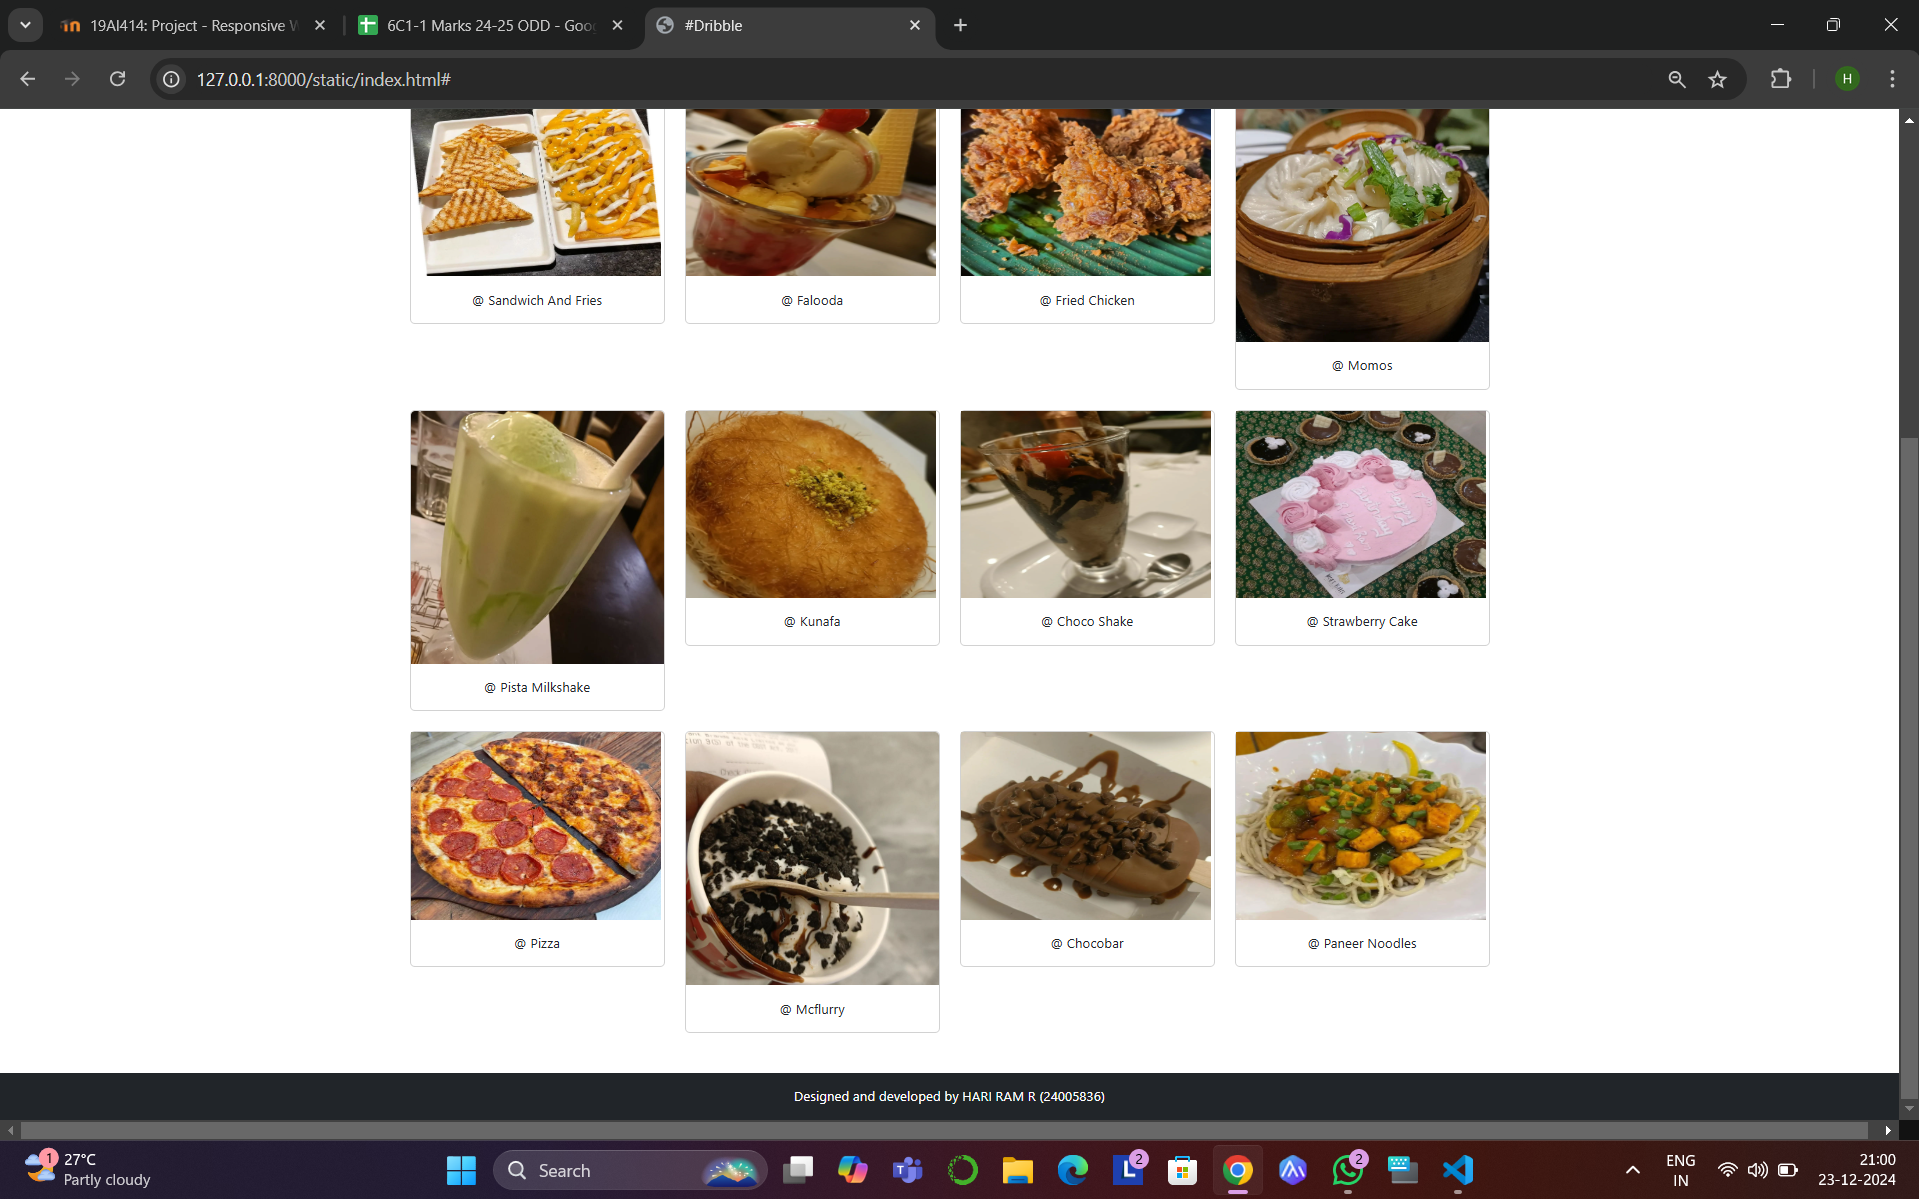 19AI414: Project - Responsive W
6C1-1 Marks 24-25 ODD - Goo
#Dribble
127.0.0.1:8000/static/index.html#
H
@ Sandwich And Fries
@ Falooda
@ Fried Chicken
@ Momos
@ Pista Milkshake
@ Kunafa
@ Choco Shake
@ Strawberry Cake
@ Pizza
@ Mcflurry
@ Chocobar
@ Paneer Noodles
Designed and developed by HARI RAM R (24005836)
1
27°C
Partly cloudy
Search
2
2
ENG
IN
21:00
23-12-2024